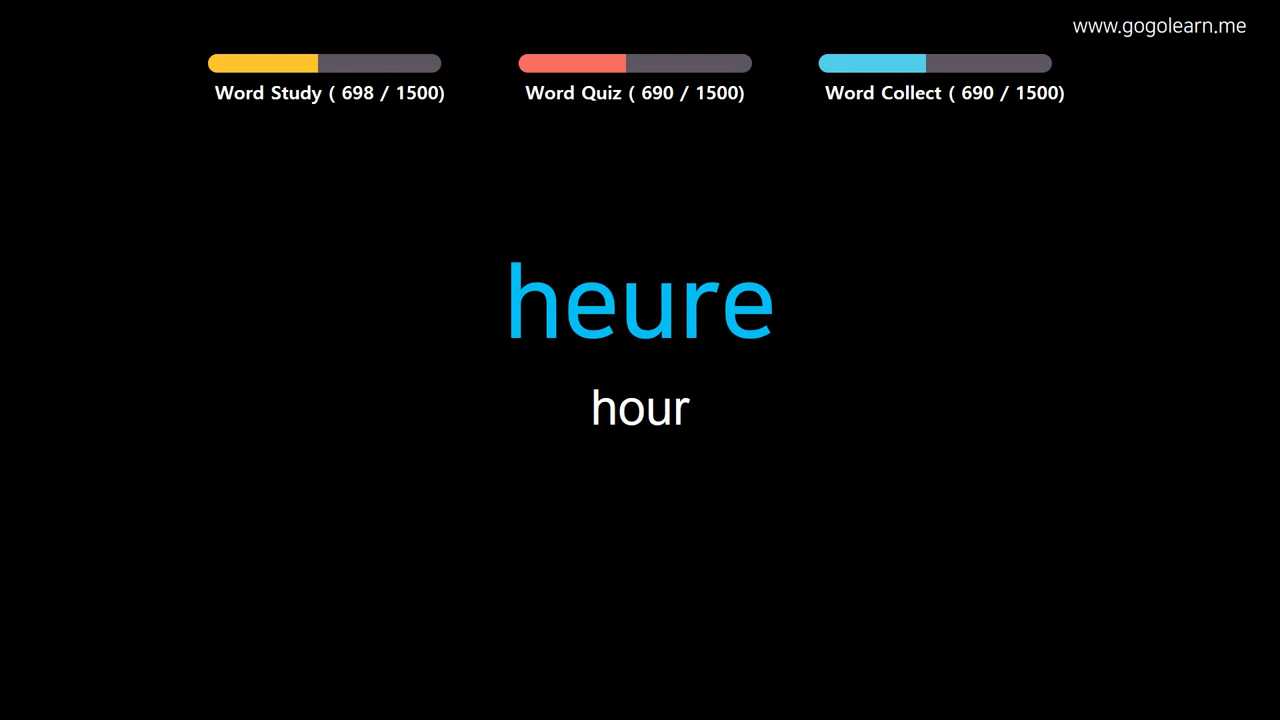 www.gogolearn.me
Word Study ( 698 / 1500)
Word Quiz ( 690 / 1500)
Word Collect ( 690 / 1500)
heure
hour